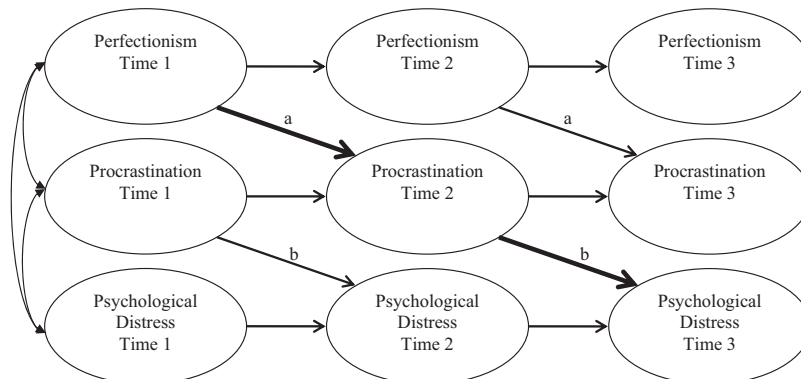 Perfectionism
Time 1
Perfectionism
Time 2
Perfectionism
Time 3
a
a
Procrastination
Time 1
Procrastination
Time 2
Procrastination
Time 3
b
b
Psychological
Distress
Time 1
Psychological
Distress
Time 2
Psychological
Distress
Time 3